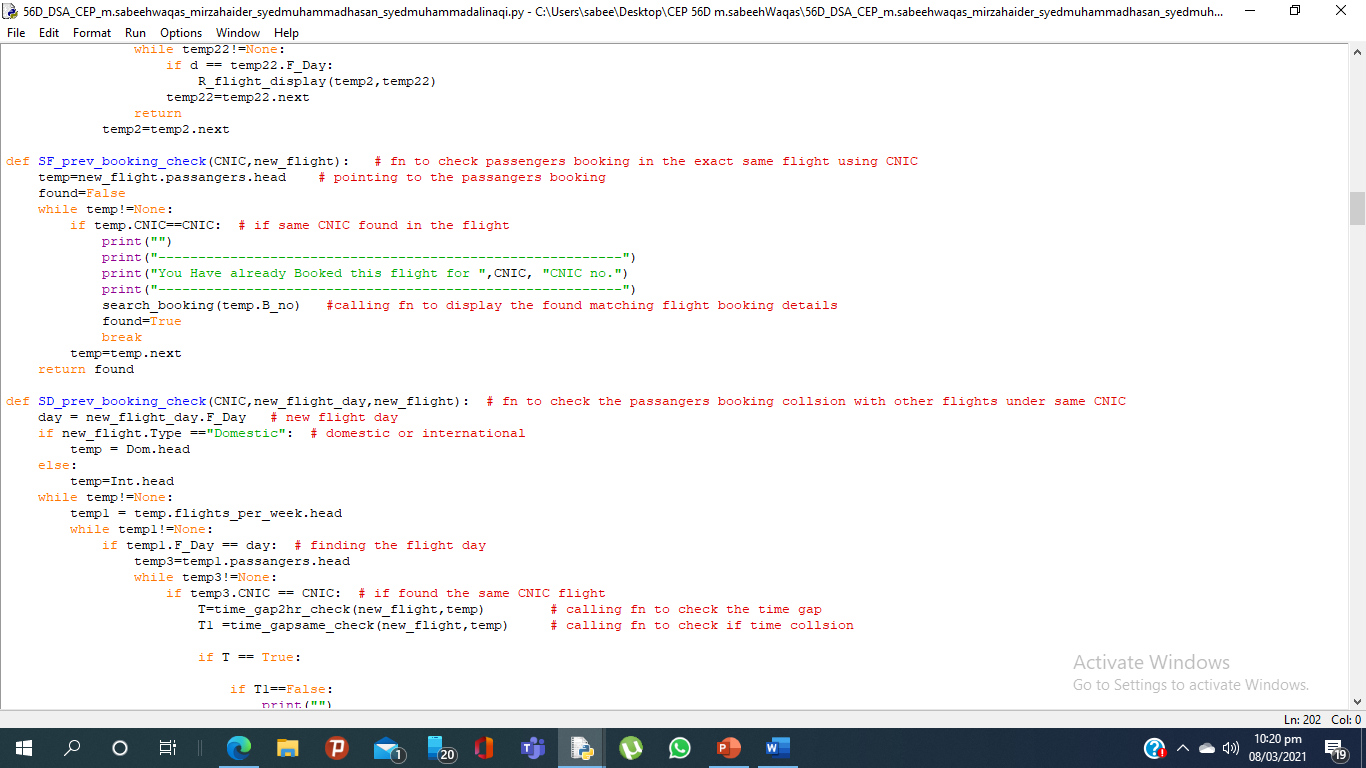 56D_DSA_CEP_m.sabeehwaqas_mirzahaider_syedmuhammadhasan_syedmuhammadalinaqi.py - C:\Users\sabee\Desktop\CEP 56D m.sabeehWaqas\56D_DSA_CEP_m.sabeehwaqas_mirzahaider_syedmuhammadhasan_syedmuh...
File Edit Format Run Options Window Help
                while temp22!=None:
                    if d == temp22.F_Day:
                        R_flight_display(temp2,temp22)
                    temp22=temp22.next
                return
            temp2=temp2.next

def SF_prev_booking_check(CNIC,new_flight):   # fn to check passengers booking in the exact same flight using CNIC
    temp=new_flight.passangers.head    # pointing to the passangers booking
    found=False
    while temp!=None:
        if temp.CNIC==CNIC:  # if same CNIC found in the flight
            print("")
            print("----------------------------------------------------------")
            print("You Have already Booked this flight for ",CNIC, "CNIC no.")
            print("----------------------------------------------------------")
            search_booking(temp.B_no)   #calling fn to display the found matching flight booking details
            found=True
            break
        temp=temp.next
    return found

def SD_prev_booking_check(CNIC,new_flight_day,new_flight):  # fn to check the passangers booking collsion with other flights under same CNIC
    day = new_flight_day.F_Day   # new flight day
    if new_flight.Type =="Domestic":  # domestic or international
        temp = Dom.head
    else:
        temp=Int.head
    while temp!=None:
        temp1 = temp.flights_per_week.head
        while temp1!=None:
            if temp1.F_Day == day:  # finding the flight day
                temp3=temp1.passangers.head
                while temp3!=None:
                    if temp3.CNIC == CNIC:  # if found the same CNIC flight
                        T=time_gap2hr_check(new_flight,temp)        # calling fn to check the time gap
                        T1 =time_gapsame_check(new_flight,temp)     # calling fn to check if time collsion

                        if T == True:

                            if T1==False:
                                print("")
Activate Windows
Go to Settings to activate Windows.
Ln: 202 Col: 0
1
20
10:20 pm
08/03/2021
19